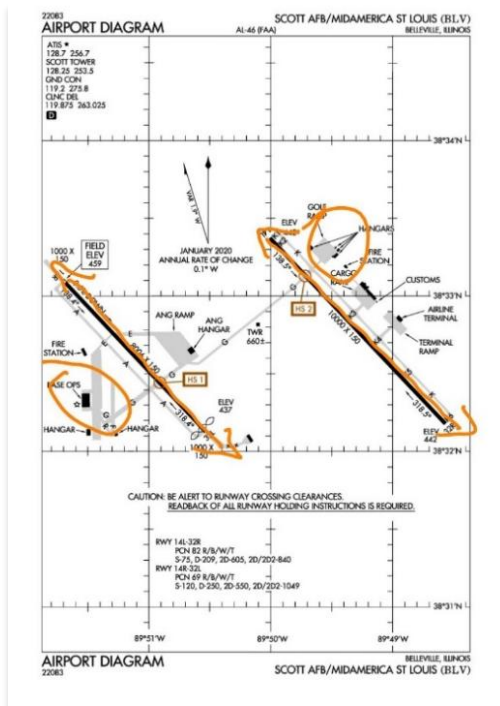 22083
AIRPORT DIAGRAM
AL-46 (FAA)
SCOTT AFB/MIDAMERICA ST LOUIS (BLV)
BELLEVILLE, ILLINOIS
ATIS ★
128.7 256.7
SCOTT TOWER
128.25 253.5
GND CON
119.2 275.8
CLNC DEL
119.875 263.025
D
38°34'N
VAR 1.9° W
JANUARY 2020
ANNUAL RATE OF CHANGE
0.1° W
GOLF
RAMP
HANGARS
ELEV
FIRE
STATION
CARGO
CUSTOMS
1000 X
150
FIELD
ELEV
459
138.5°
38°33'N
HS 2
10000 X 150
AIRLINE
TERMINAL
TERMINAL
RAMP
ANG RAMP
ANG
HANGAR
TWR
660±
FIRE
STATION
E
E
A
A
G
G
G
K
HS 1
318.4°
318.5°
BASE OPS
HANGAR
HANGAR
ELEV
437
1000 X
150
ELEV
442
38°32'N
CAUTION: BE ALERT TO RUNWAY CROSSING CLEARANCES.
READBACK OF ALL RUNWAY HOLDING INSTRUCTIONS IS REQUIRED.
RWY 14L-32R
PCN 82 R/B/W/T
S-75, D-209, 2D-605, 2D/2D2-840
RWY 14R-32L
PCN 69 R/B/W/T
S-120, D-250, 2D-550, 2D/2D2-1049
38°31'N
89°51'W
89°50'W
89°49'W
AIRPORT DIAGRAM
22083
BELLEVILLE, ILLINOIS
SCOTT AFB/MIDAMERICA ST LOUIS (BLV)